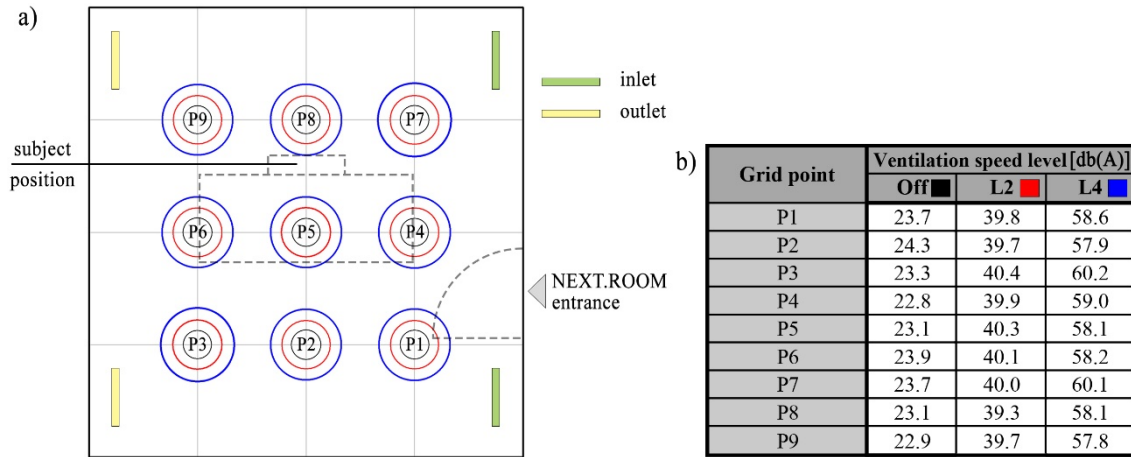 a)
P9 P8 P7
inlet
outlet
subject
position
P6 P5 P4
NEXT.ROOM
entrance
P3 P2 P1
b)
Grid point Ventilation speed level [db(A)]
Off L2 L4
P1 23.7 39.8 58.6
P2 24.3 39.7 57.9
P3 23.3 40.4 60.2
P4 22.8 39.9 59.0
P5 23.1 40.3 58.1
P6 23.9 40.1 58.2
P7 23.7 40.0 60.1
P8 23.1 39.3 58.1
P9 22.9 39.7 57.8